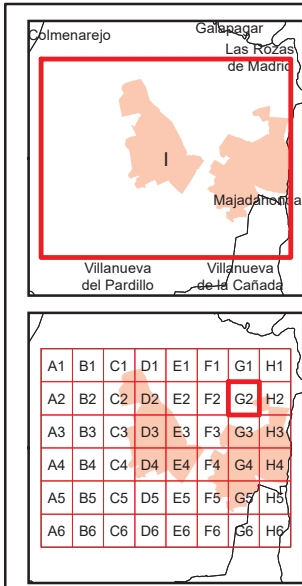 Colmenarejo
Galapagar
Las Rozas
de Madrid
I
Majadahonda
Villanueva
del Pardillo
Villanueva
de la Cañada
A1 B1 C1 D1 E1 F1 G1 H1
A2 B2 C2 D2 E2 F2 G2 H2
A3 B3 C3 D3 E3 F3 G3 H3
A4 B4 C4 D4 E4 F4 G4 H4
A5 B5 C5 D5 E5 F5 G5 H5
A6 B6 C6 D6 E6 F6 G6 H6